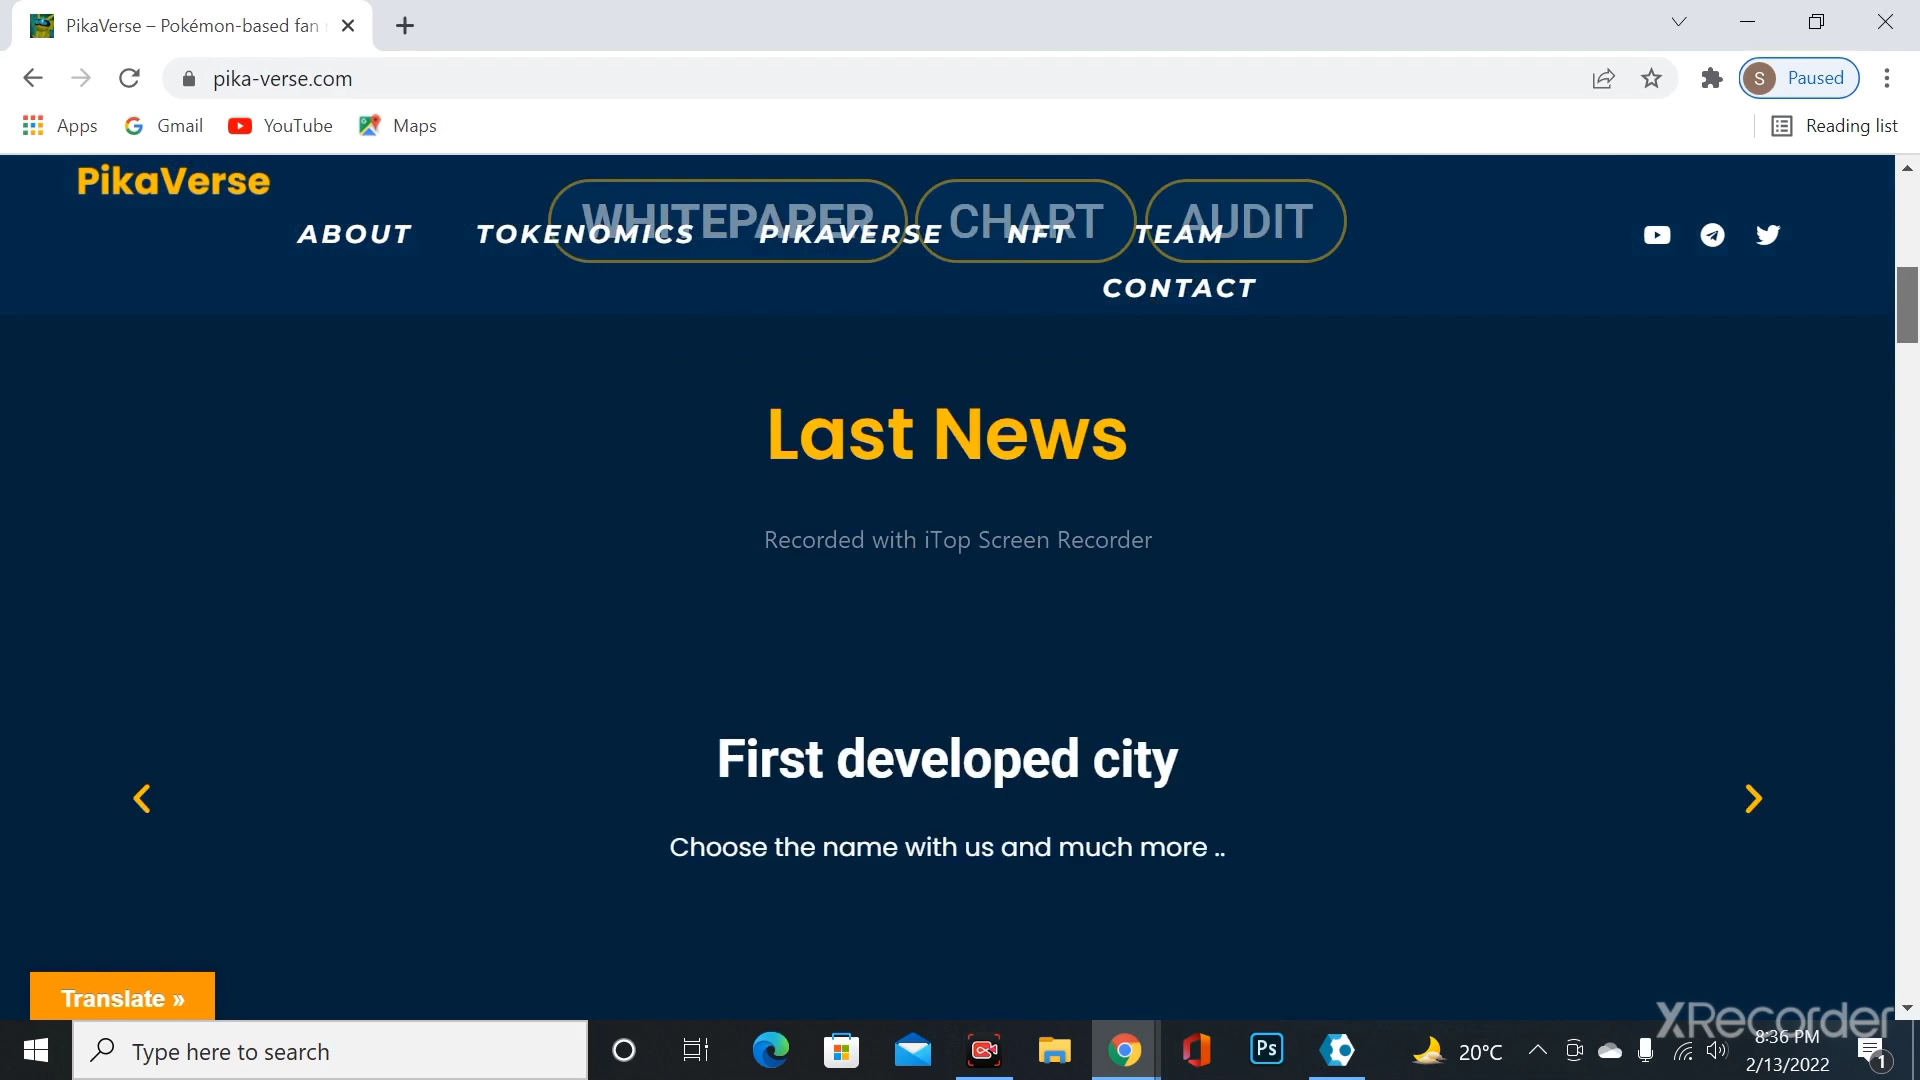 PikaVerse – Pokémon-based fan
pika-verse.com
S Paused
Apps Gmail YouTube Maps Reading list
PikaVerse
WHITEPAPER CHART AUDIT
ABOUT TOKENOMICS PIKAVERSE NFT TEAM
CONTACT
Last News
Recorded with iTop Screen Recorder
First developed city
Choose the name with us and much more ..
Translate »
XRecorder
Type here to search
Ps
20°C
8:36 PM
2/13/2022
1